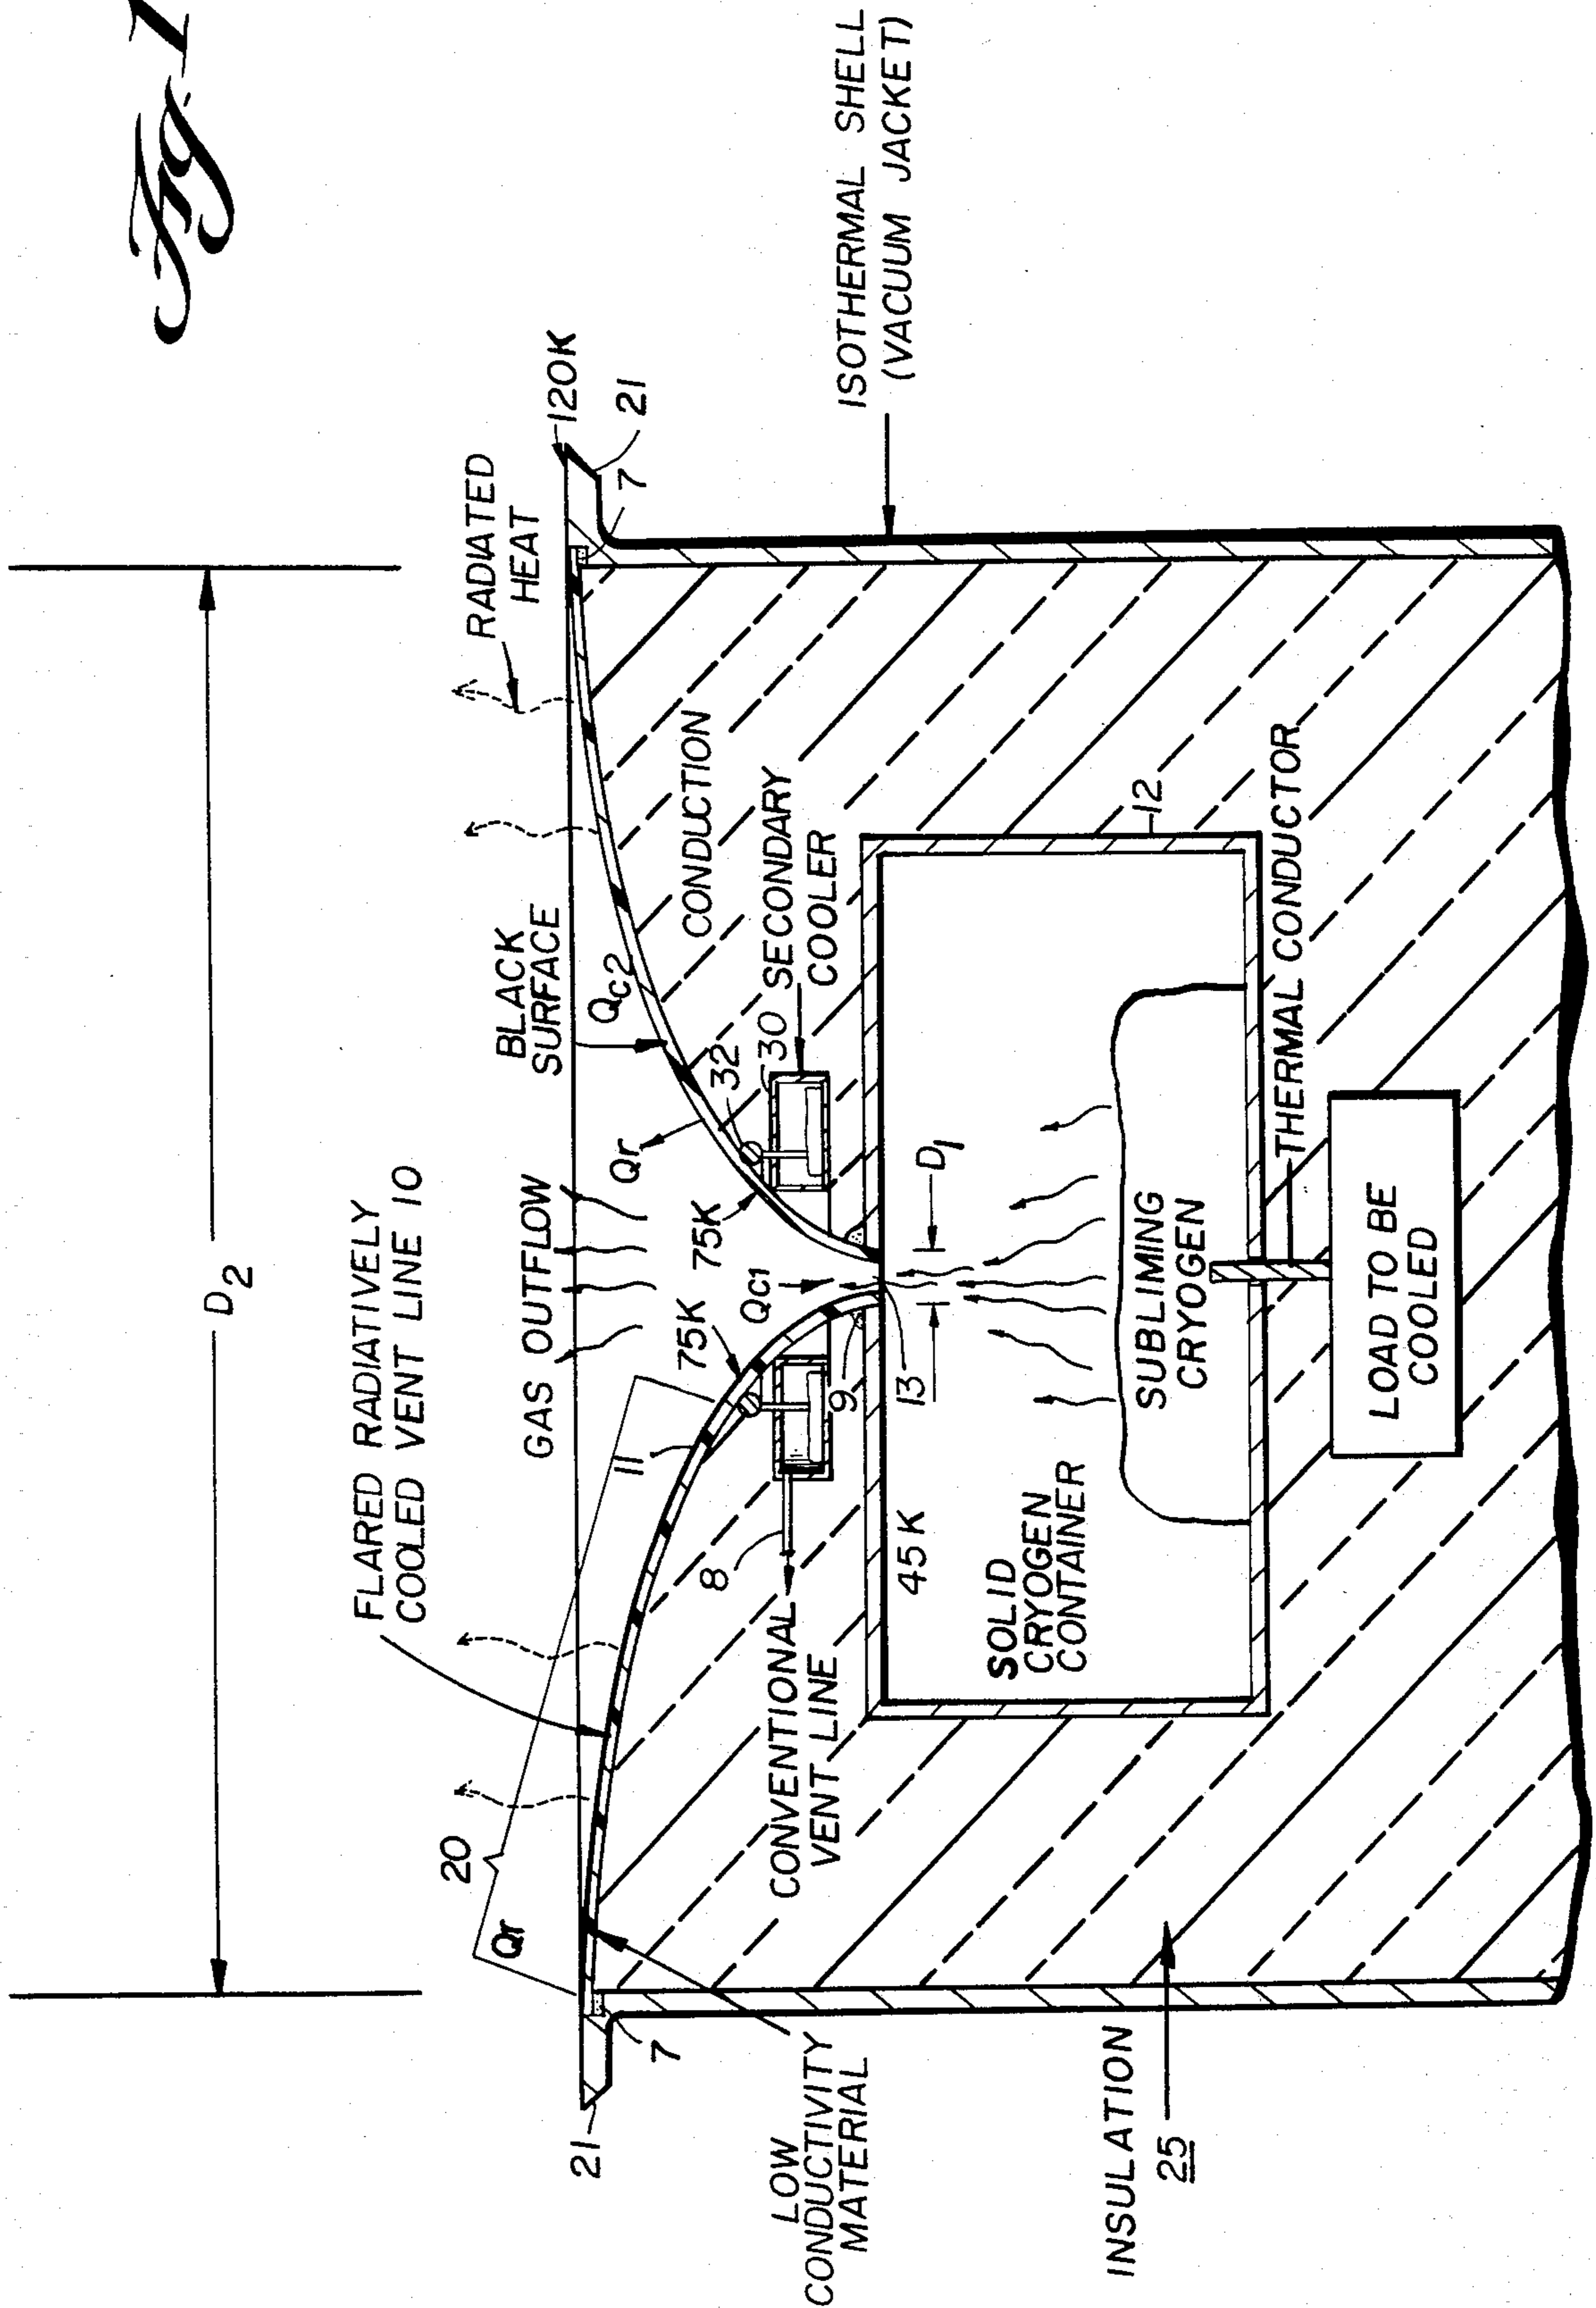 Fig-1
D2
FLARED RADIATIVELY
COOLED VENT LINE 10
20
Qr
GAS OUTFLOW
BLACK
SURFACE
RADIATED
HEAT
120K
21
7
21
7
11
75K
75K
Qr
Qc2
32
Qc1
CONDUCTION
30 SECONDARY
COOLER
8
CONVENTIONAL
VENT LINE
9
13
D1
LOW
CONDUCTIVITY
MATERIAL
ISOTHERMAL SHELL
(VACUUM JACKET)
45K
SOLID
CRYOGEN
CONTAINER
12
SUBLIMING
CRYOGEN
THERMAL CONDUCTOR
LOAD TO BE
COOLED
INSULATION
25